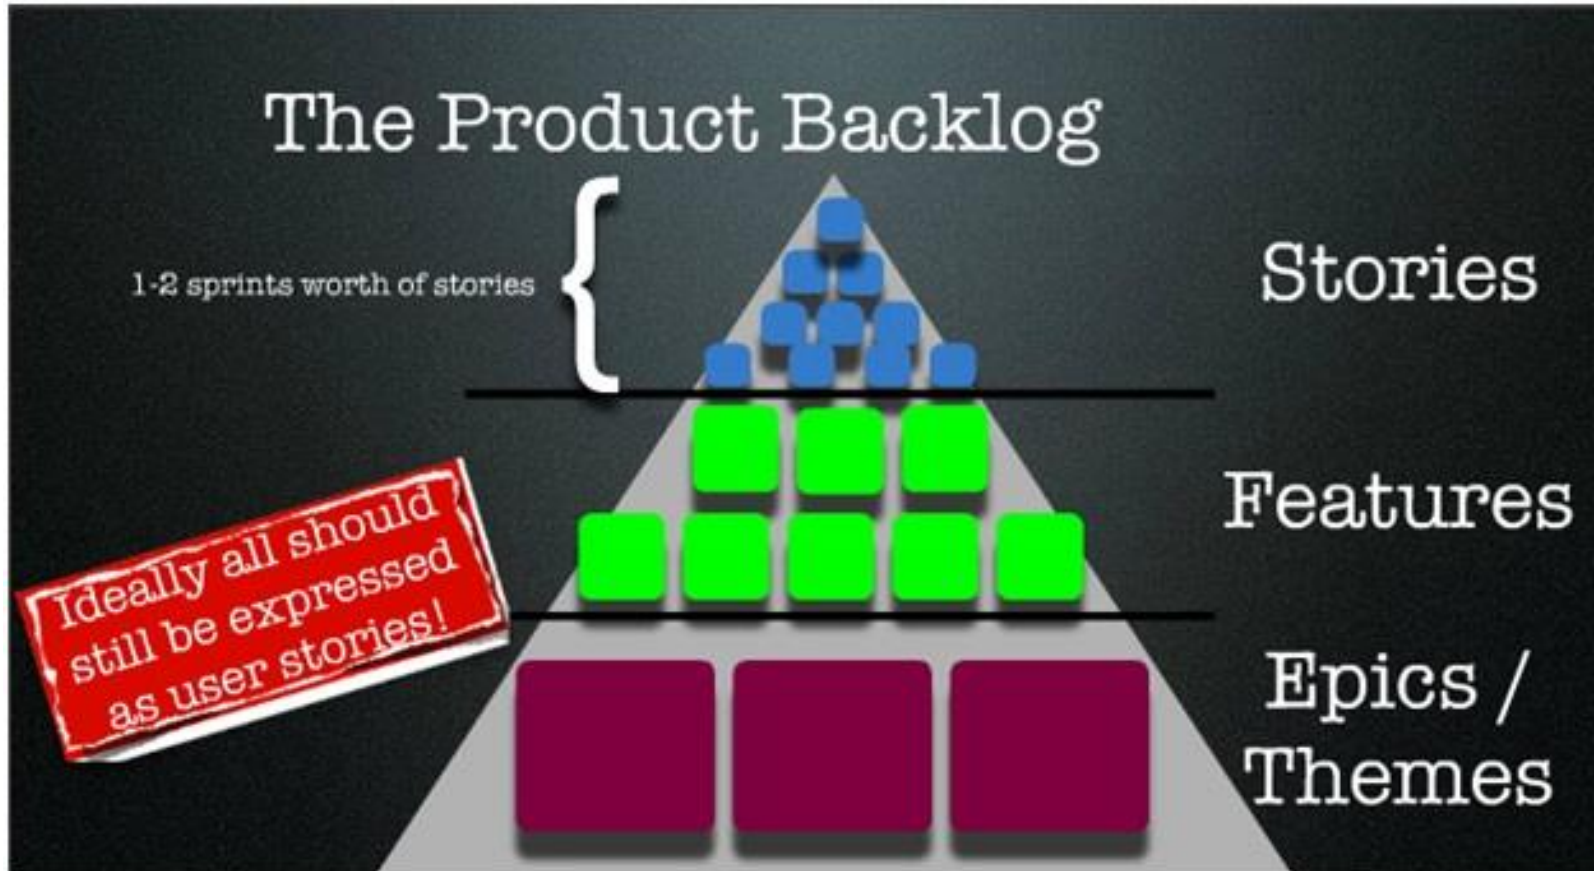 The Product Backlog
1-2 sprints worth of stories
{
Stories
Features
Ideally all should
still be expressed
as user stories!
Epics /
Themes